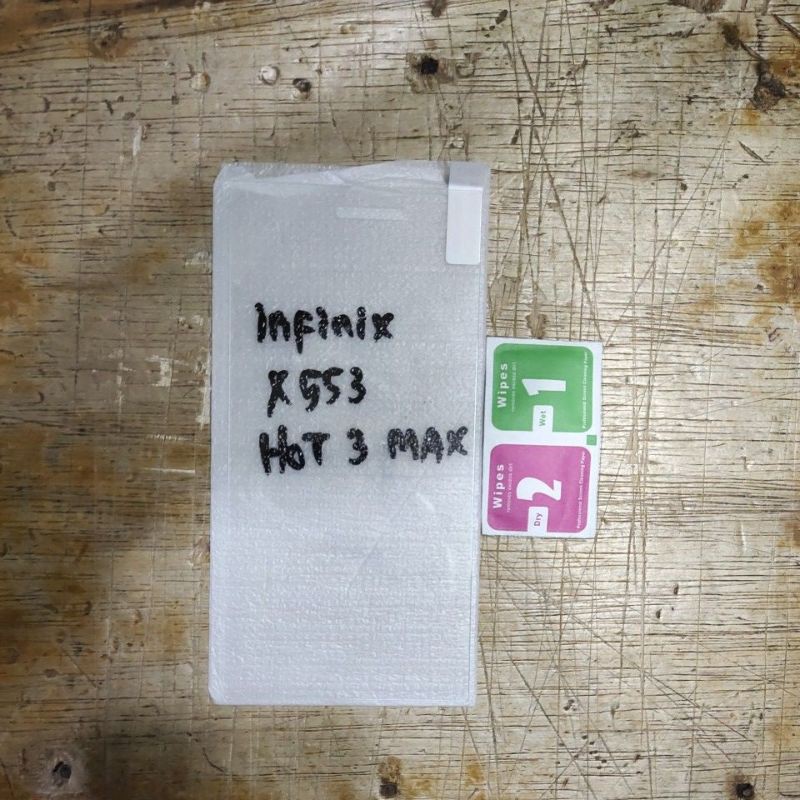 Infinix
X553
HOT 3 MAX
Wipes
1
Wet
Wipes
2
Dry